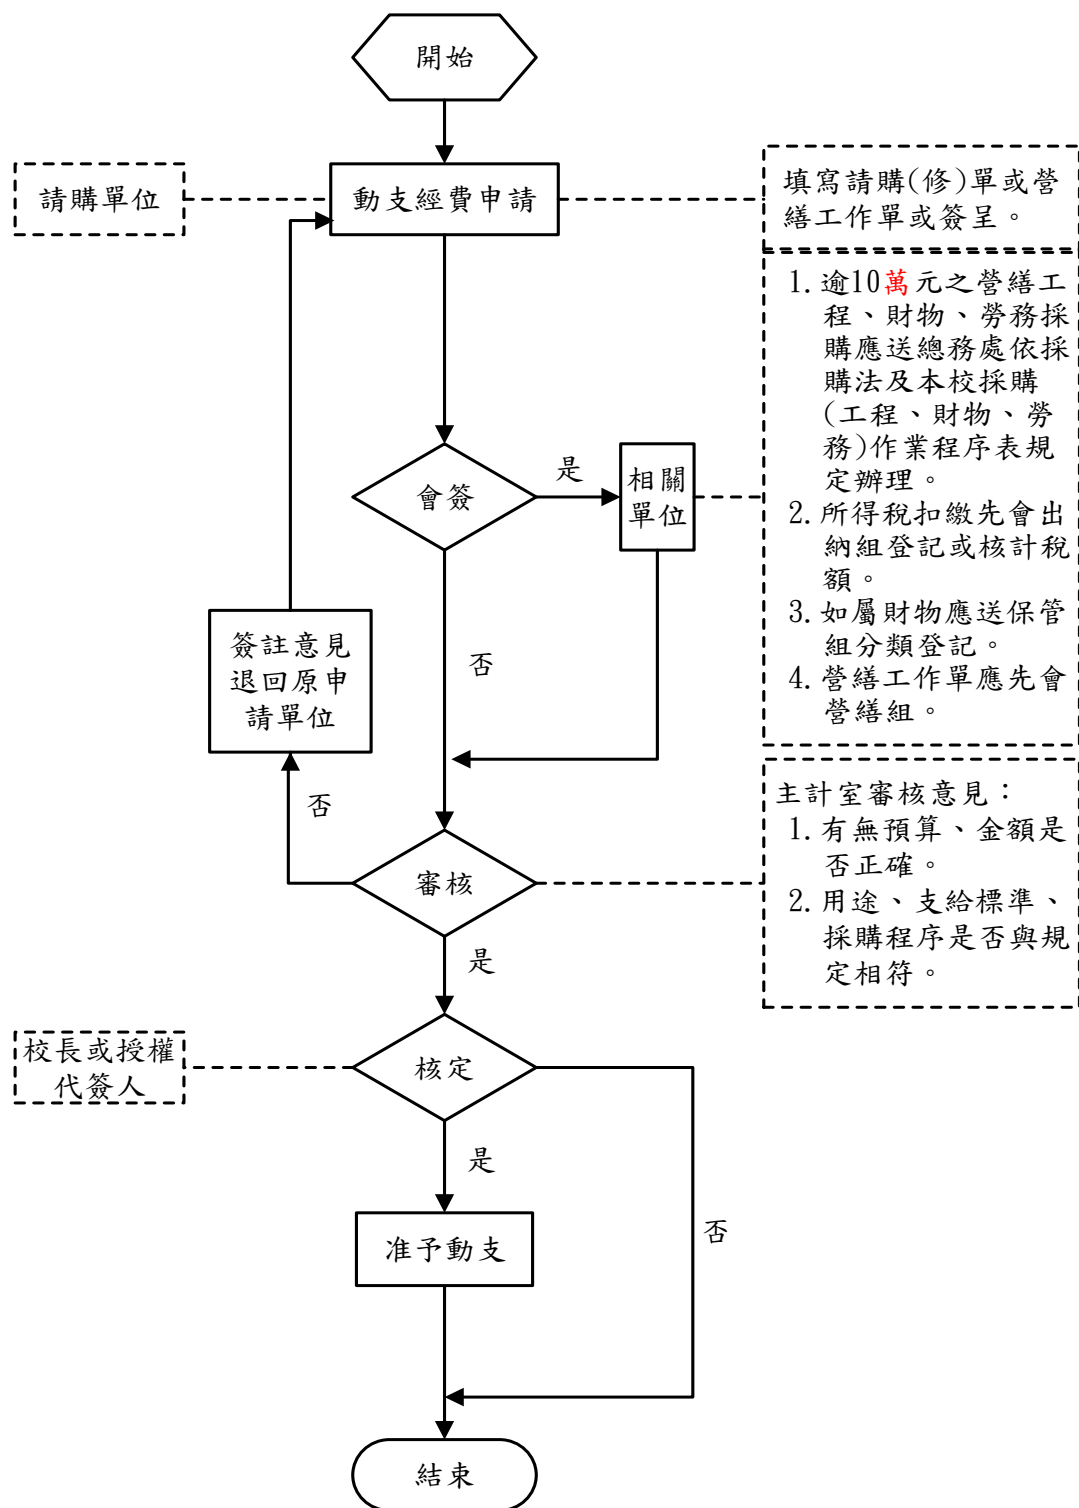 開始
請購單位
動支經費申請
填寫請購(修)單或營
繕工作單或簽呈。
1.逾10萬元之營繕工
程、財物、勞務採
購應送總務處依採
購法及本校採購
(工程、財物、勞
務)作業程序表規
定辦理。
2.所得稅扣繳先會出
納組登記或核計稅
額。
3.如屬財物應送保管
組分類登記。
4.營繕工作單應先會
營繕組。
會簽
是
相關
單位
否
簽註意見
退回原申
請單位
否
審核
主計室審核意見：
1.有無預算、金額是
否正確。
2.用途、支給標準、
採購程序是否與規
定相符。
是
校長或授權
代簽人
核定
是
否
准予動支
結束